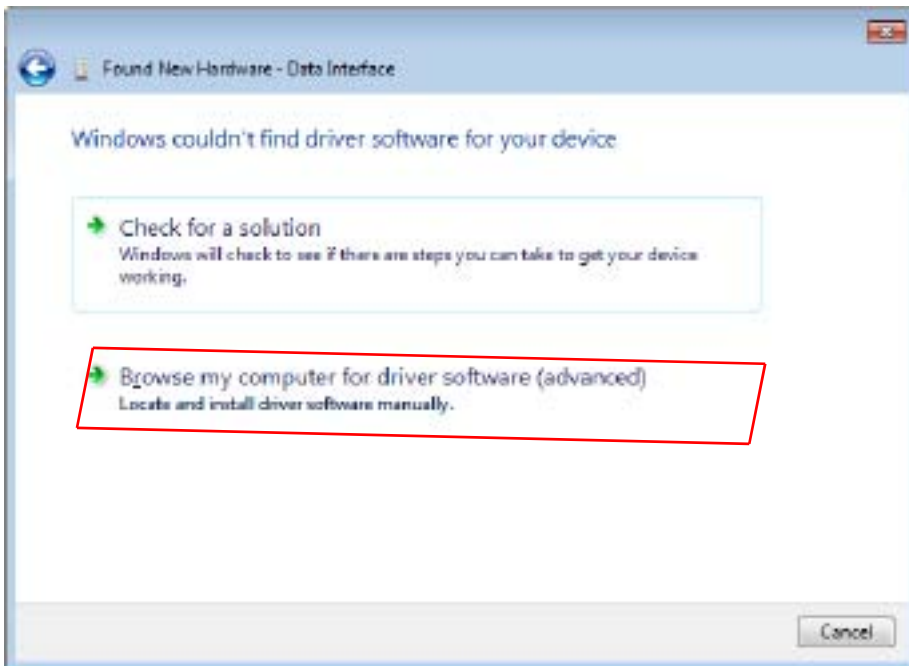 Found New Hardware - Data Interface
Windows couldn't find driver software for your device
Check for a solution
Windows will check to see if there are steps you can take to get your device
working.
Browse my computer for driver software (advanced)
Locate and install driver software manually.
Cancel